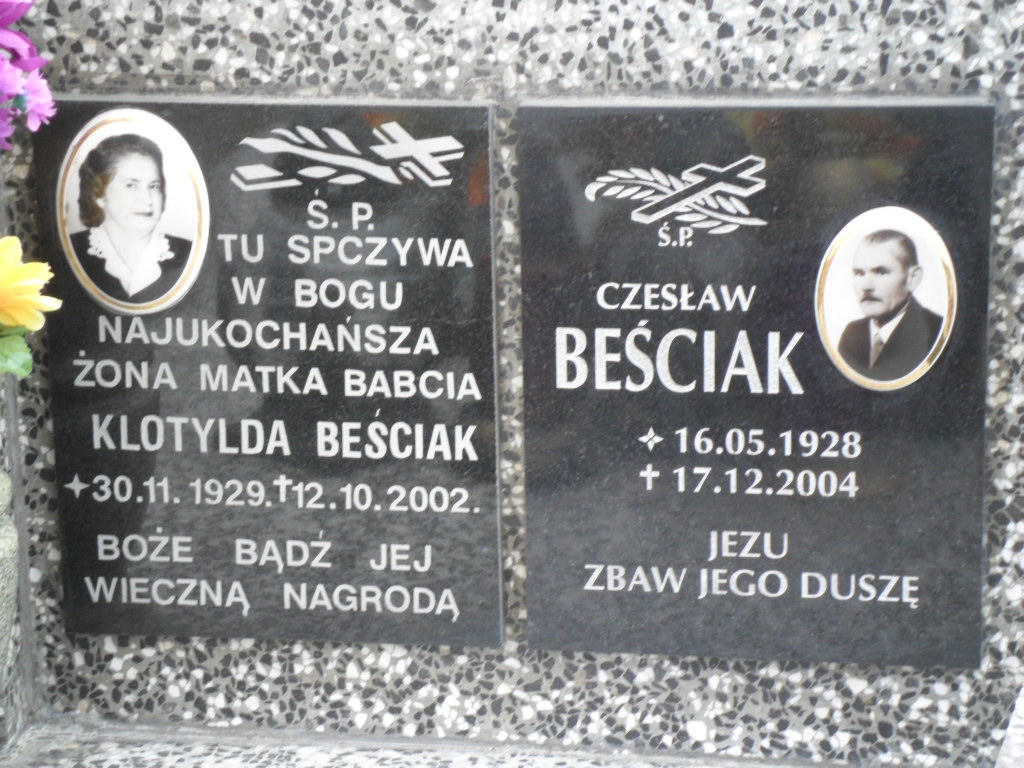 Ś. P.
TU SPCZYWA
W BOGU
NAJUKOCHAŃSZA
ŻONA MATKA BABCIA
KLOTYLDA BEŚCIAK
✦30.11.1929.✝12.10.2002.
BOŻE BĄDŹ JEJ
WIECZNĄ NAGRODĄ
Ś.P.
CZESŁAW
BEŚCIAK
✧ 16.05.1928
✝ 17.12.2004
JEZU
ZBAW JEGO DUSZĘ